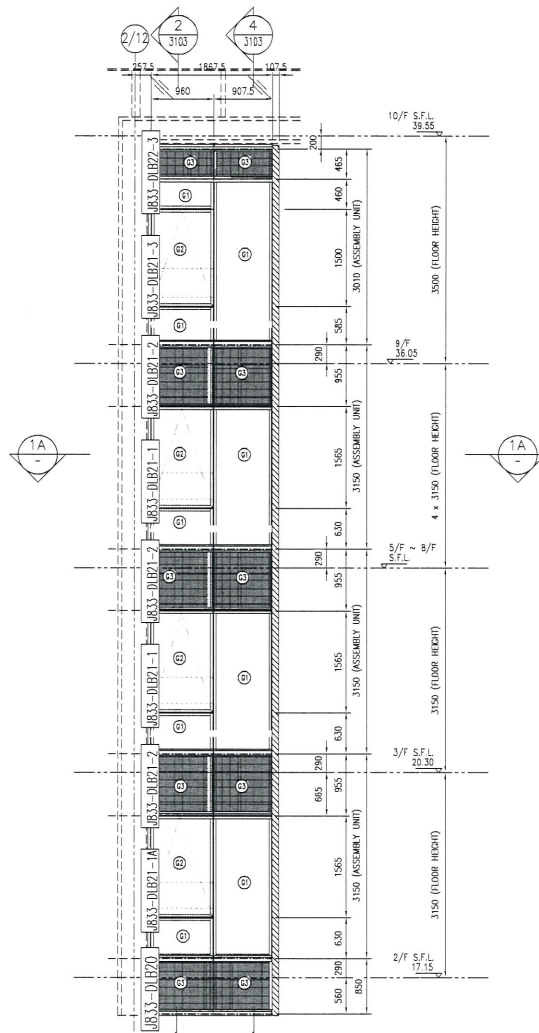 2/12
2
3103
4
3103
257.5
1867.5
107.5
960
907.5
10/F S.F.L.
39.55
200
J833-DLB22-3
G3
G3
465
G1
460
J833-DLB21-3
G2
G1
1500
3010 (ASSEMBLY UNIT)
3500 (FLOOR HEIGHT)
G1
585
J833-DLB21-2
290
9/F
36.05
G3
G3
955
1A
-
1A
-
J833-DLB21-1
G2
G1
1565
3150 (ASSEMBLY UNIT)
4 x 3150 (FLOOR HEIGHT)
G1
630
J833-DLB21-2
290
5/F ~ 8/F
S.F.L.
G3
G3
955
J833-DLB21-1
G2
G1
1565
3150 (ASSEMBLY UNIT)
3150 (FLOOR HEIGHT)
G1
630
J833-DLB21-2
290
3/F S.F.L.
20.30
G3
G3
665
955
J833-DLB21-1A
G2
G1
1565
3150 (ASSEMBLY UNIT)
3150 (FLOOR HEIGHT)
G1
630
J833-DLB20
290
2/F S.F.L.
17.15
G3
G3
560
850